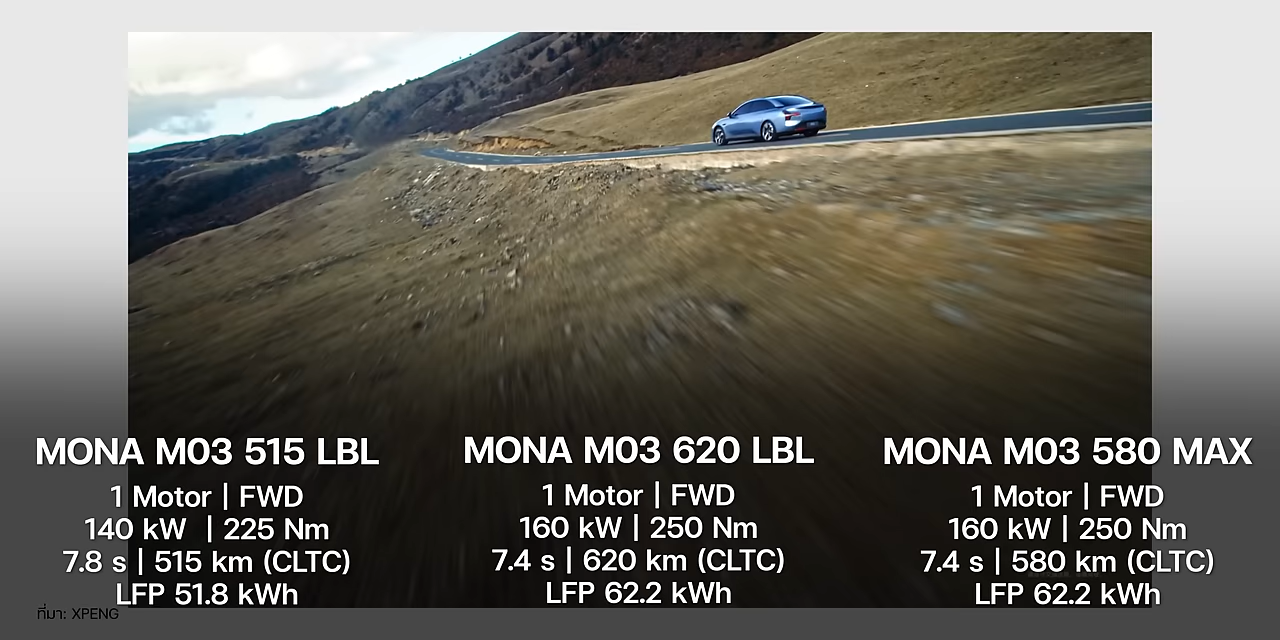 MONA M03 515 LBL
1 Motor | FWD
140 kW | 225 Nm
7.8 s | 515 km (CLTC)
LFP 51.8 kWh
MONA M03 620 LBL
1 Motor | FWD
160 kW | 250 Nm
7.4 s | 620 km (CLTC)
LFP 62.2 kWh
MONA M03 580 MAX
1 Motor | FWD
160 kW | 250 Nm
7.4 s | 580 km (CLTC)
LFP 62.2 kWh
ที่มา: XPENG